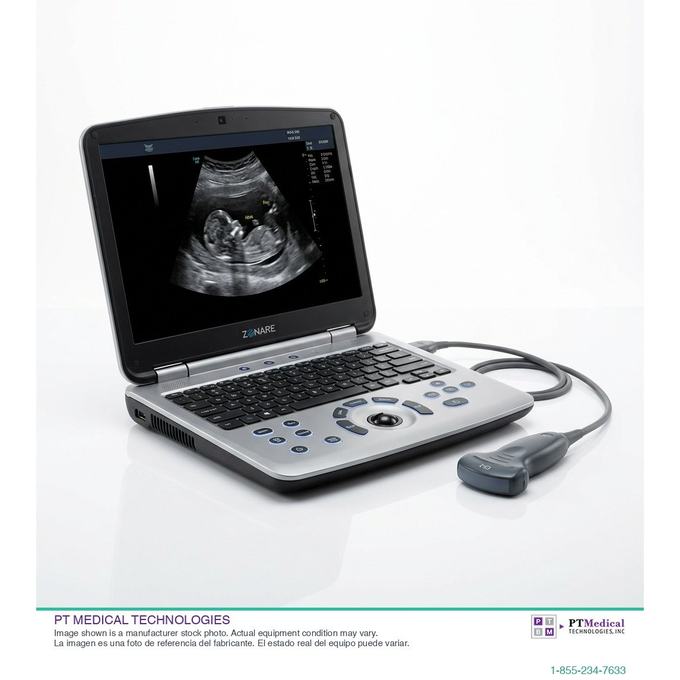 ZONARE
PT MEDICAL TECHNOLOGIES
Image shown is a manufacturer stock photo. Actual equipment condition may vary.
La imagen es una foto de referencia del fabricante. El estado real del equipo puede variar.
P T
B M
PTMedical
TECHNOLOGIES, INC
1-855-234-7633